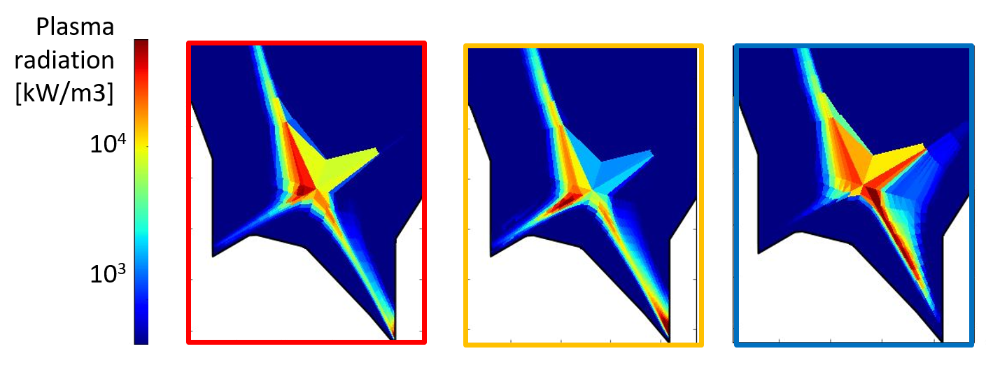 Plasma
radiation
[kW/m3]
10⁴
10³